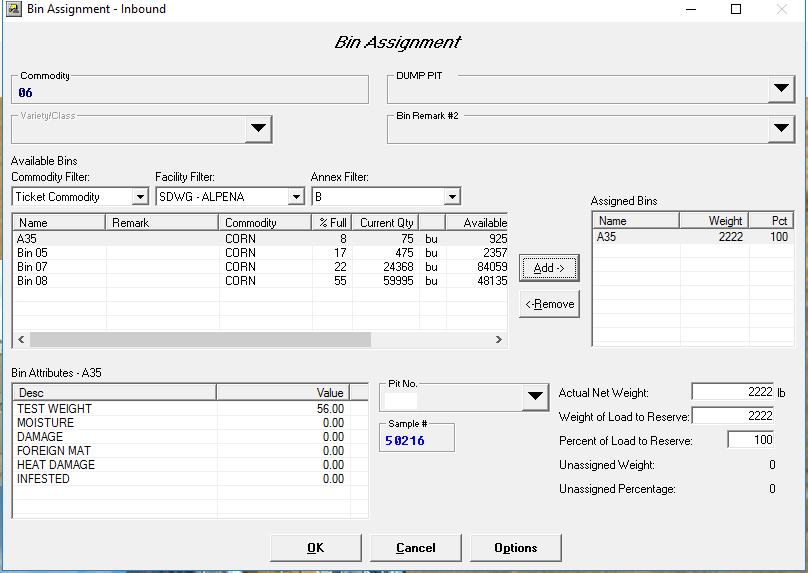 Bin Assignment - Inbound
Bin Assignment
Commodity
06
DUMP PIT
Variety/Class
Bin Remark #2
Available Bins
Commodity Filter: Facility Filter: Annex Filter:
Ticket Commodity SDWG - ALPENA B
Name Remark Commodity % Full Current Qty Available
A35 CORN 8 75 bu 925
Bin 05 CORN 17 475 bu 2357
Bin 07 CORN 22 24368 bu 84059
Bin 08 CORN 55 59995 bu 48135
Add ->
<-Remove
Assigned Bins
Name Weight Pct
A35 2222 100
Bin Attributes - A35
Desc Value
TEST WEIGHT 56.00
MOISTURE 0.00
DAMAGE 0.00
FOREIGN MAT 0.00
HEAT DAMAGE 0.00
INFESTED 0.00
Pit No.
Sample #
50216
Actual Net Weight: 2222 lb
Weight of Load to Reserve: 2222
Percent of Load to Reserve: 100
Unassigned Weight: 0
Unassigned Percentage: 0
OK Cancel Options